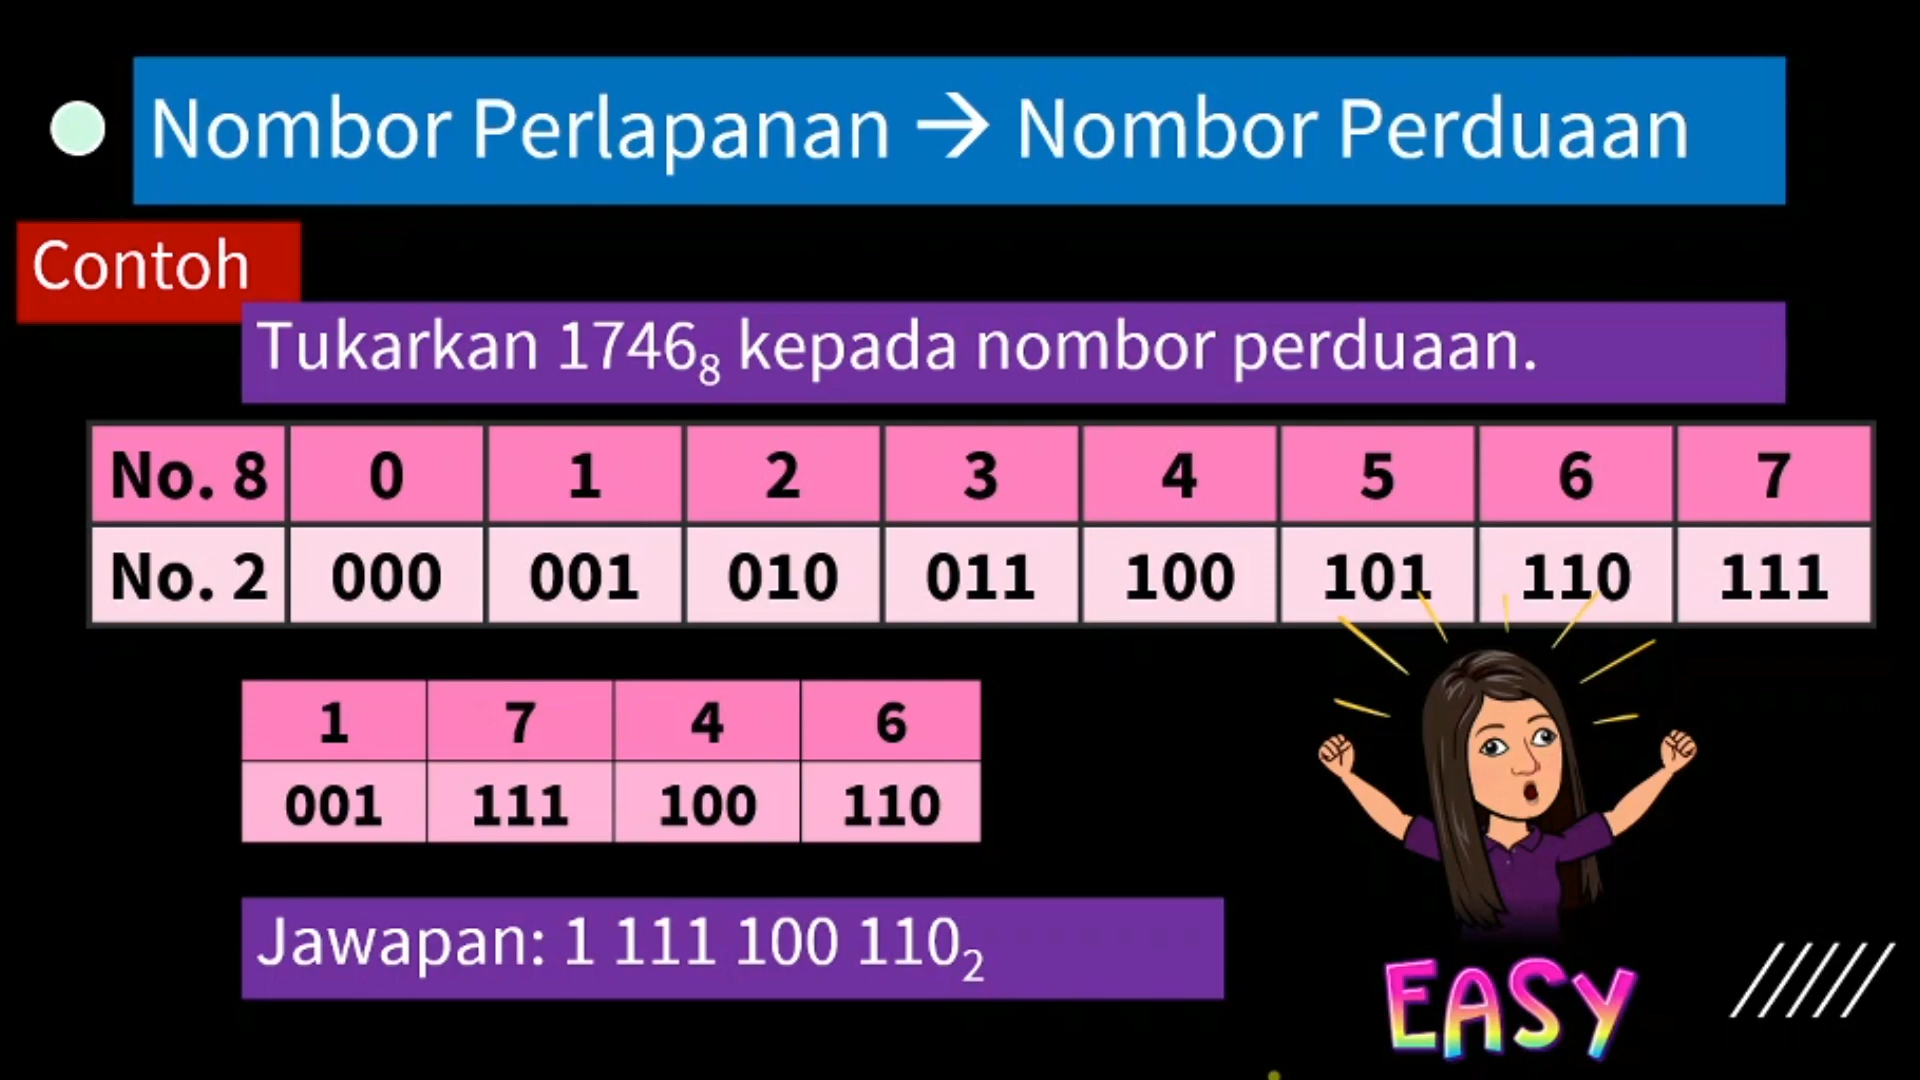 Nombor Perlapanan → Nombor Perduaan
Contoh
Tukarkan 1746₈ kepada nombor perduaan.
No. 8 0 1 2 3 4 5 6 7
No. 2 000 001 010 011 100 101 110 111
1 7 4 6
001 111 100 110
Jawapan: 1 111 100 110₂
EASY